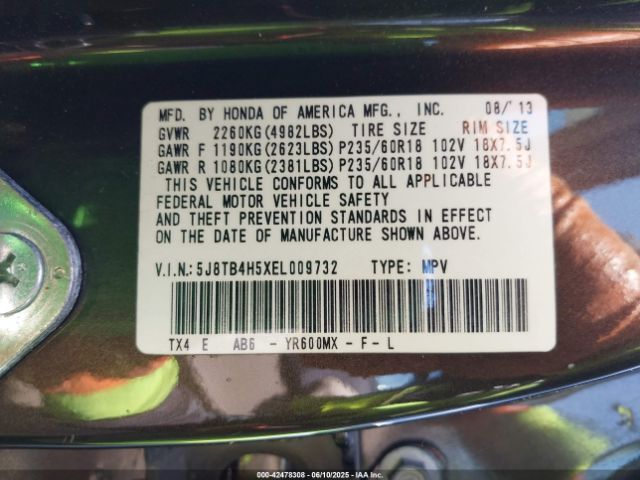 MFD. BY HONDA OF AMERICA MFG., INC. 08/'13
GVWR 2260KG(4982LBS) TIRE SIZE RIM SIZE
GAWR F 1190KG(2623LBS) P235/60R18 102V 18X7.5J
GAWR R 1080KG(2381LBS) P235/60R18 102V 18X7.5J
THIS VEHICLE CONFORMS TO ALL APPLICABLE
FEDERAL MOTOR VEHICLE SAFETY
AND THEFT PREVENTION STANDARDS IN EFFECT
ON THE DATE OF MANUFACTURE SHOWN ABOVE.
V.I.N.:5J8TB4H5XEL009732 TYPE: MPV
TX4 E AB6 - YR600MX - F - L
000-42478308 - 06/10/2025 - IAA Inc.